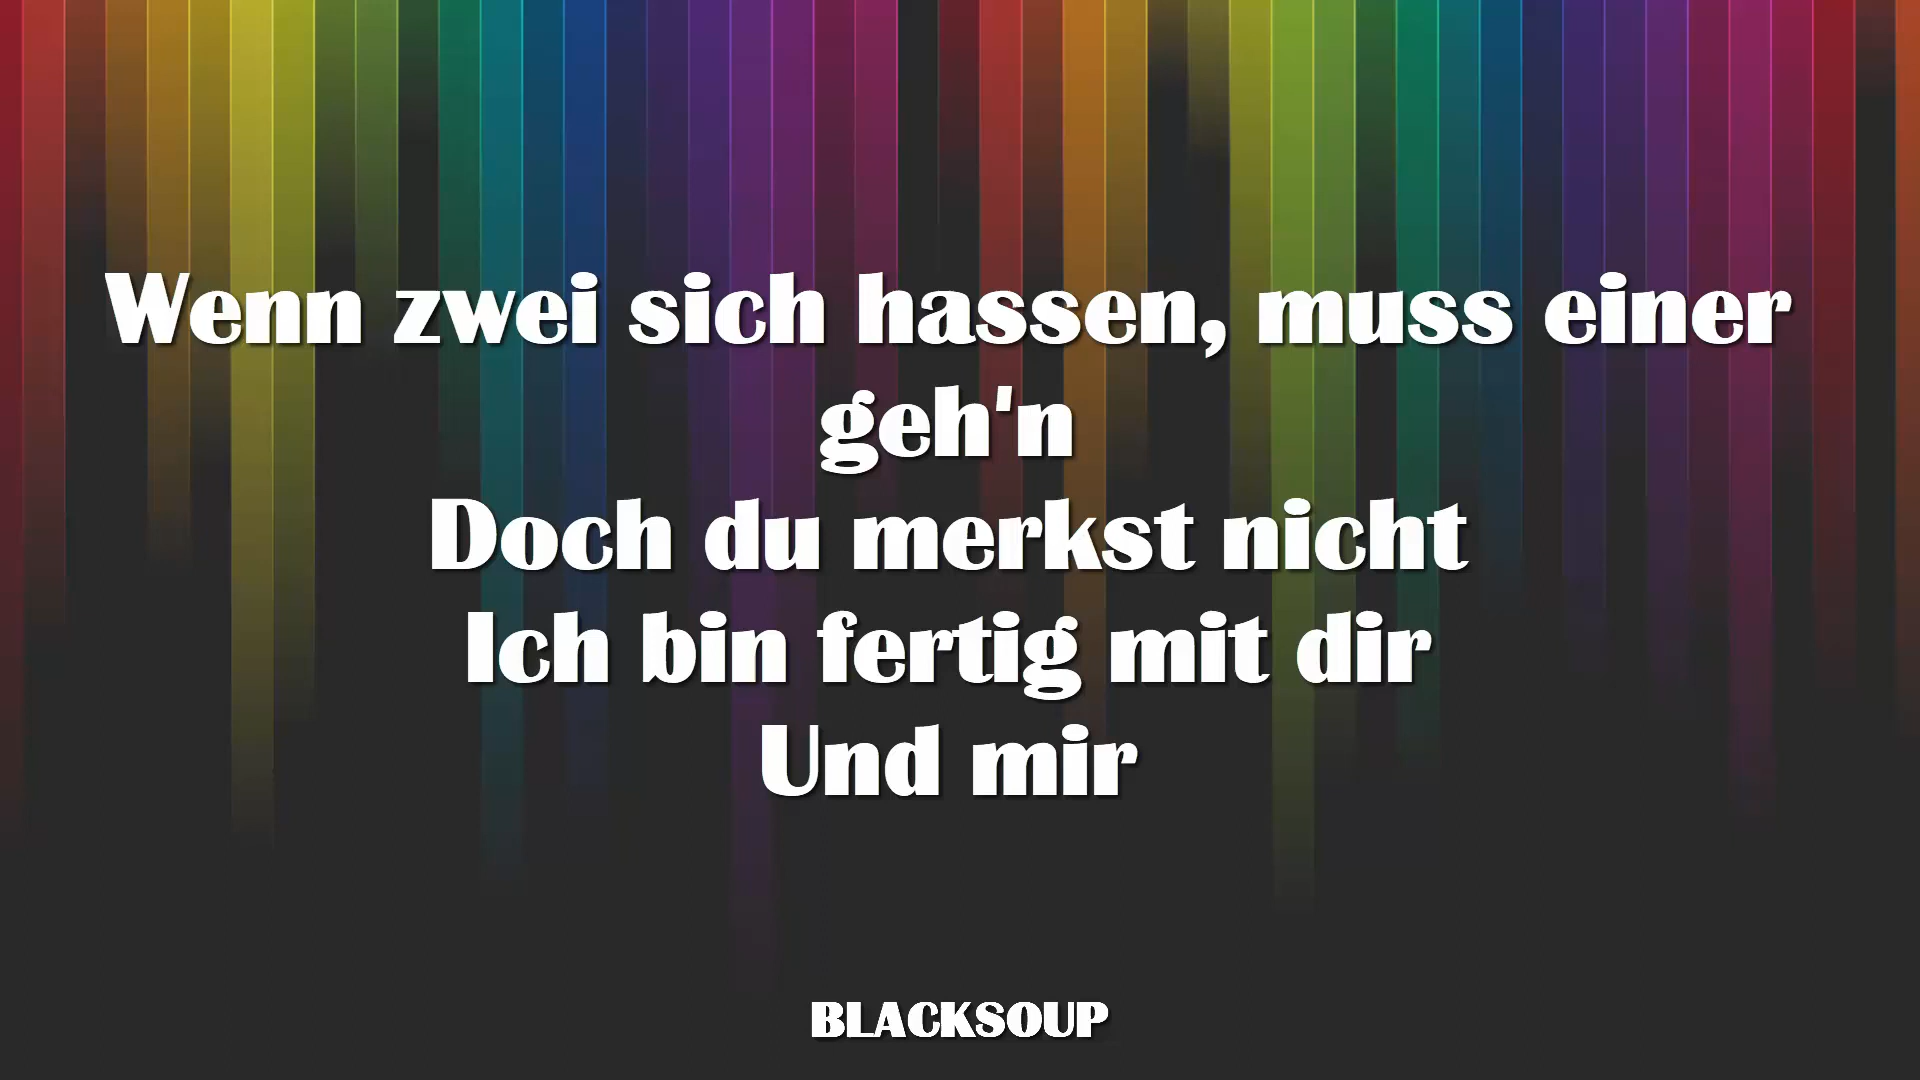 Wenn zwei sich hassen, muss einer
geh'n
Doch du merkst nicht
Ich bin fertig mit dir
Und mir
BLACKSOUP